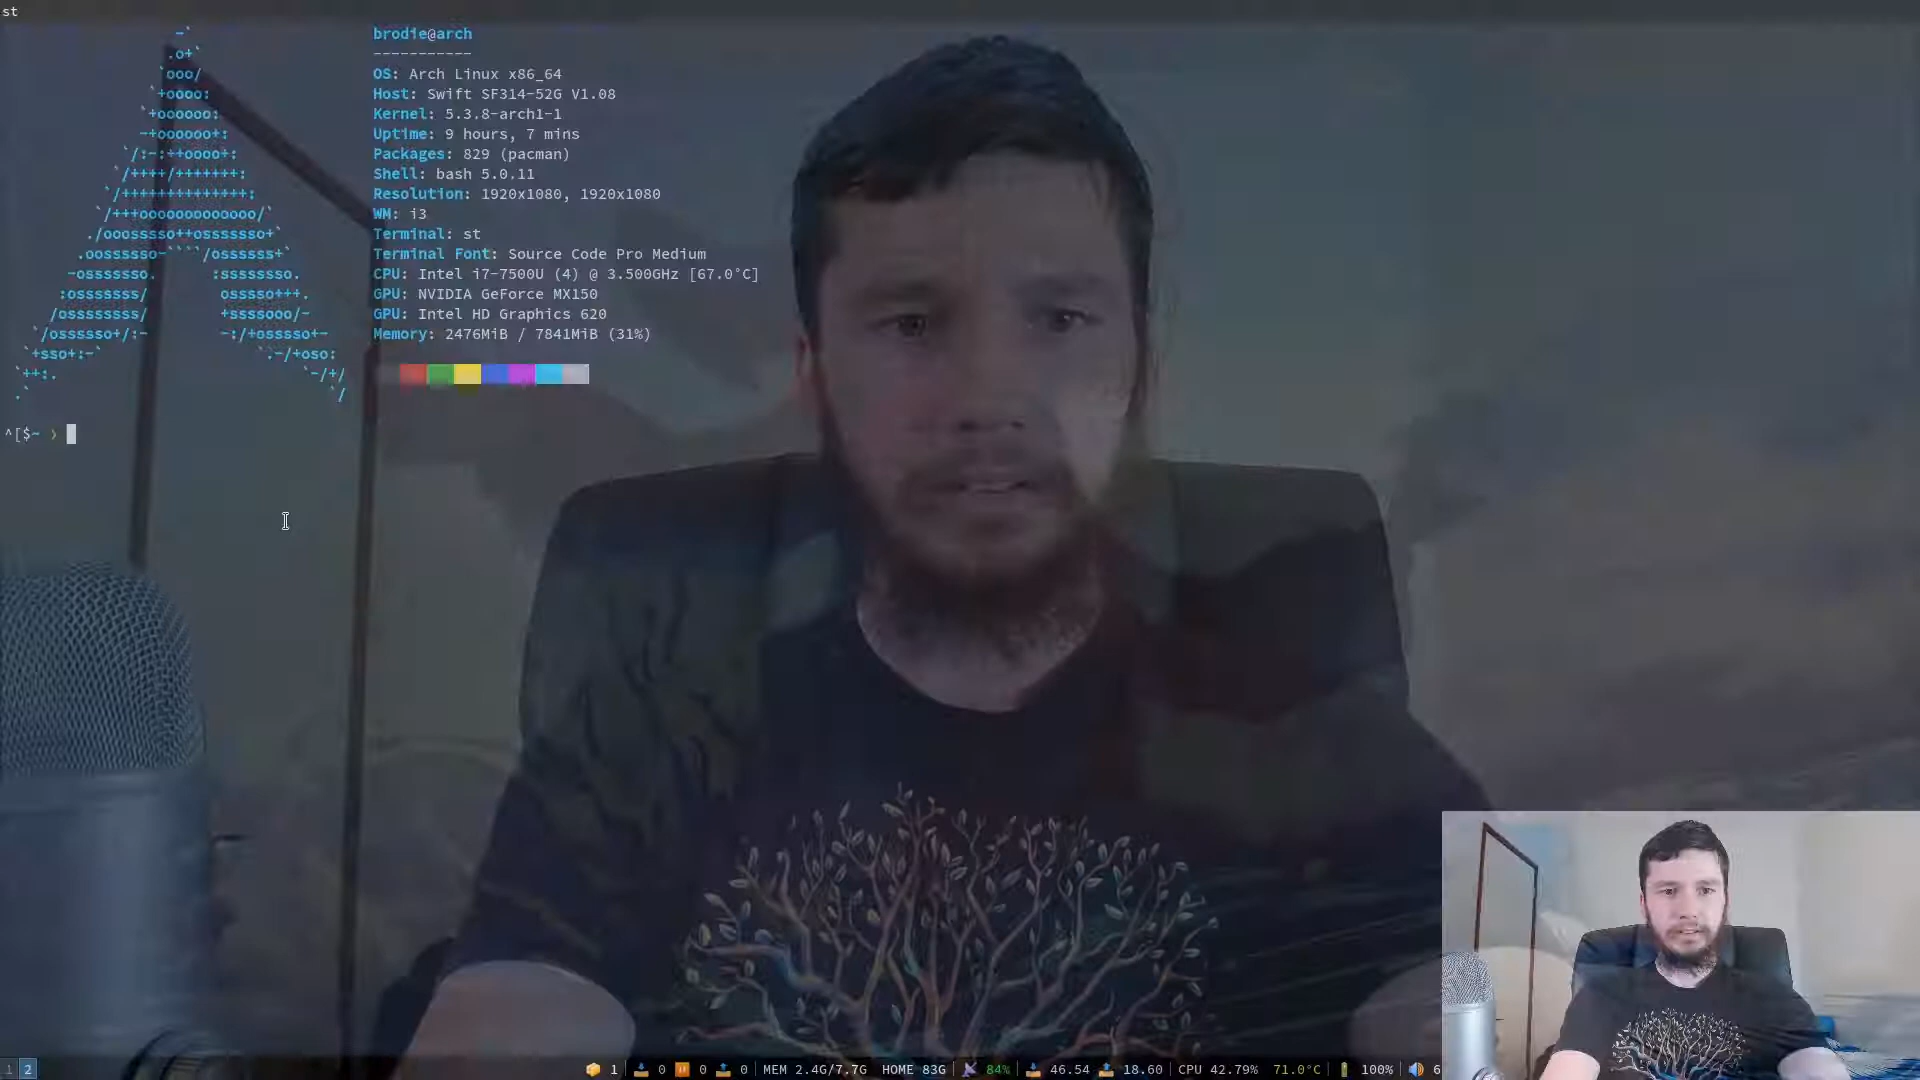 st
brodie@arch
-----------
OS: Arch Linux x86_64
Host: Swift SF314-52G V1.08
Kernel: 5.3.8-arch1-1
Uptime: 9 hours, 7 mins
Packages: 829 (pacman)
Shell: bash 5.0.11
Resolution: 1920x1080, 1920x1080
WM: i3
Terminal: st
Terminal Font: Source Code Pro Medium
CPU: Intel i7-7500U (4) @ 3.500GHz [67.0°C]
GPU: NVIDIA GeForce MX150
GPU: Intel HD Graphics 620
Memory: 2476MiB / 7841MiB (31%)
^[$~ ›
1 2 1 0 0 0 MEM 2.4G/7.7G HOME 83G 84% 46.54 18.60 CPU 42.79% 71.0°C 100% 6